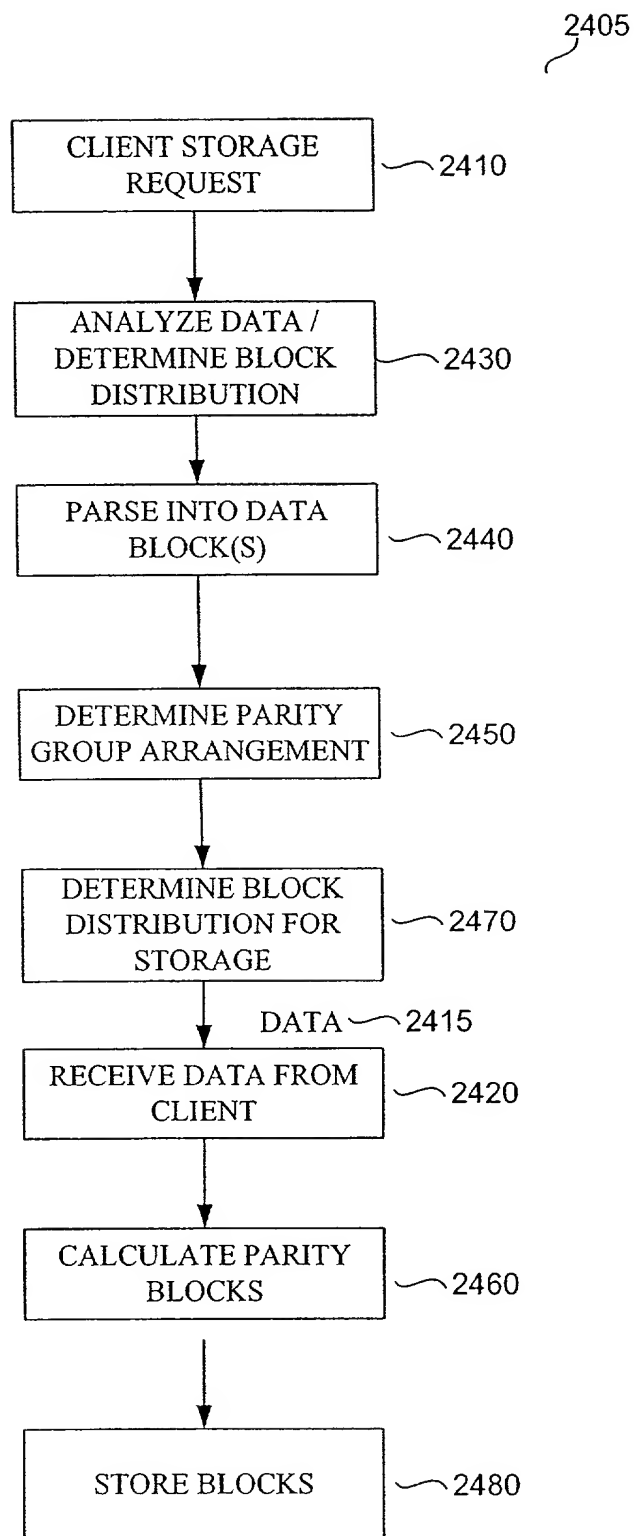 2405
CLIENT STORAGE
REQUEST
2410
ANALYZE DATA /
DETERMINE BLOCK
DISTRIBUTION
2430
PARSE INTO DATA
BLOCK(S)
2440
DETERMINE PARITY
GROUP ARRANGEMENT
2450
DETERMINE BLOCK
DISTRIBUTION FOR
STORAGE
2470
DATA 2415
RECEIVE DATA FROM
CLIENT
2420
CALCULATE PARITY
BLOCKS
2460
STORE BLOCKS
2480